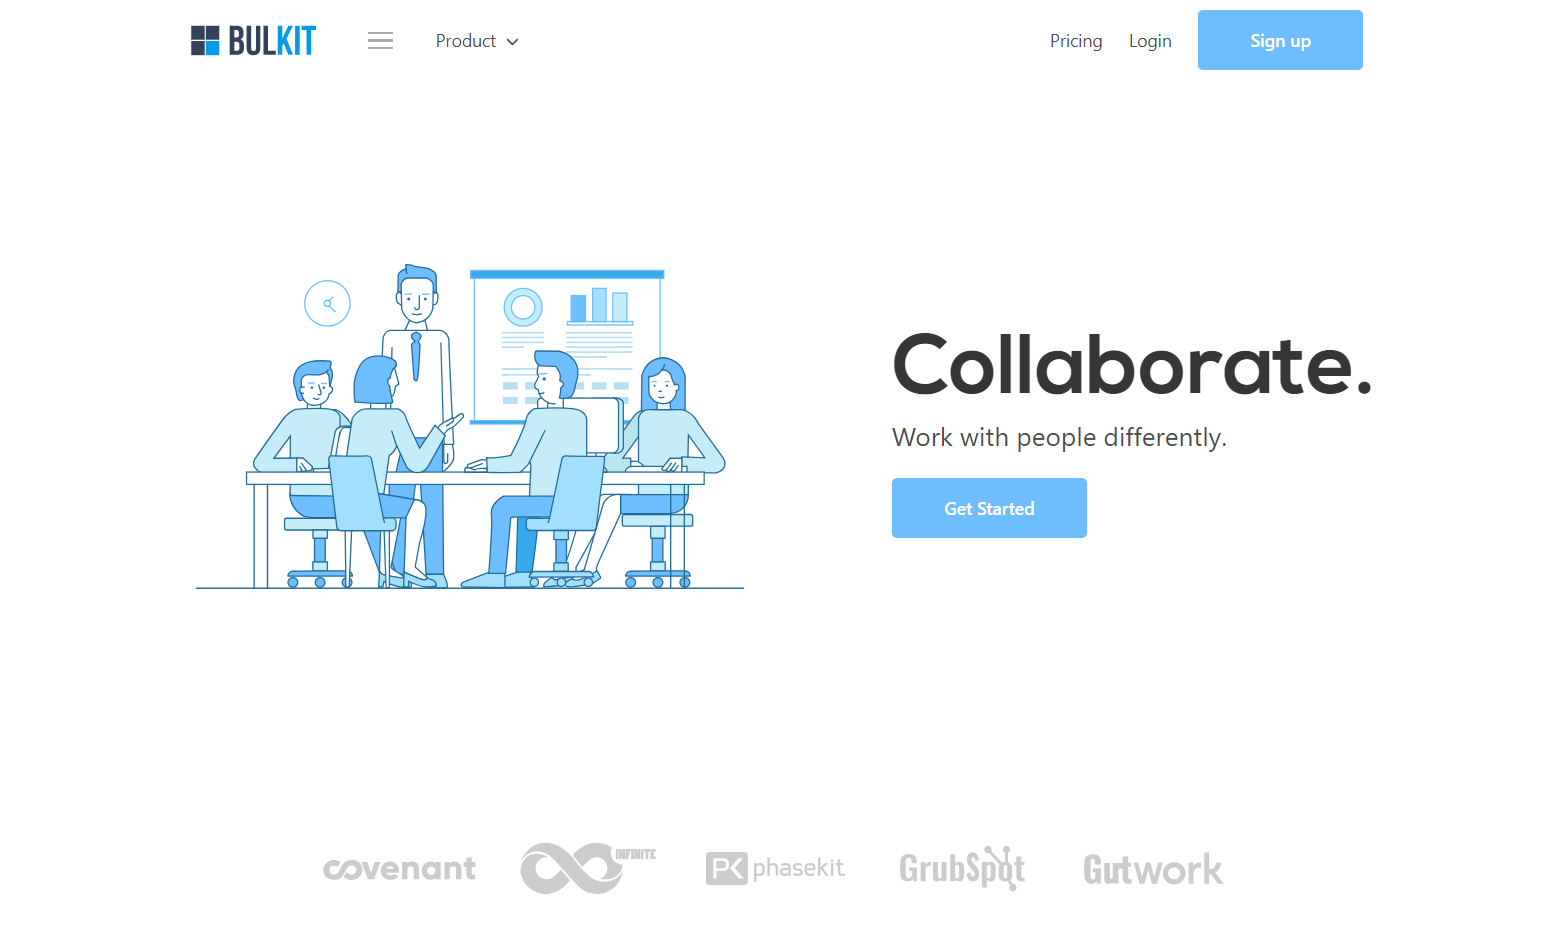 BULKIT
Product
Pricing
Login
Sign up
Collaborate.
Work with people differently.
Get Started
covenant
INFINITE
PK phasekit
GrubSpot
Gutwork